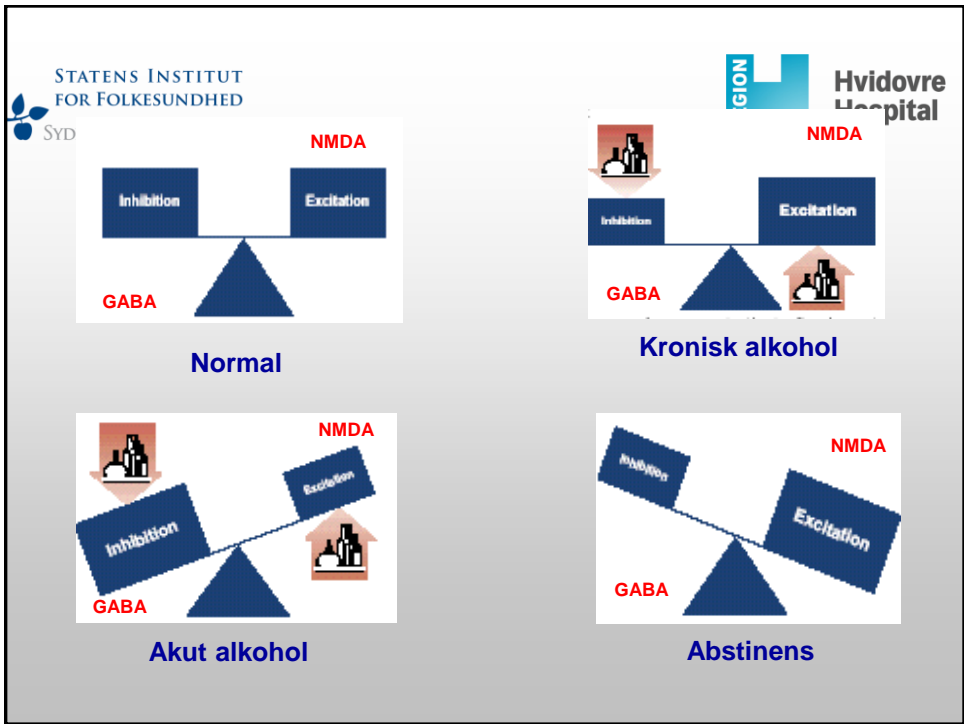 STATENS INSTITUT
FOR FOLKESUNDHED
SYD
REGION
Hvidovre
Hospital
NMDA
Inhibition
Excitation
GABA
Normal
NMDA
Inhibition
Excitation
GABA
Kronisk alkohol
NMDA
Inhibition
Excitation
GABA
Akut alkohol
NMDA
Inhibition
Excitation
GABA
Abstinens